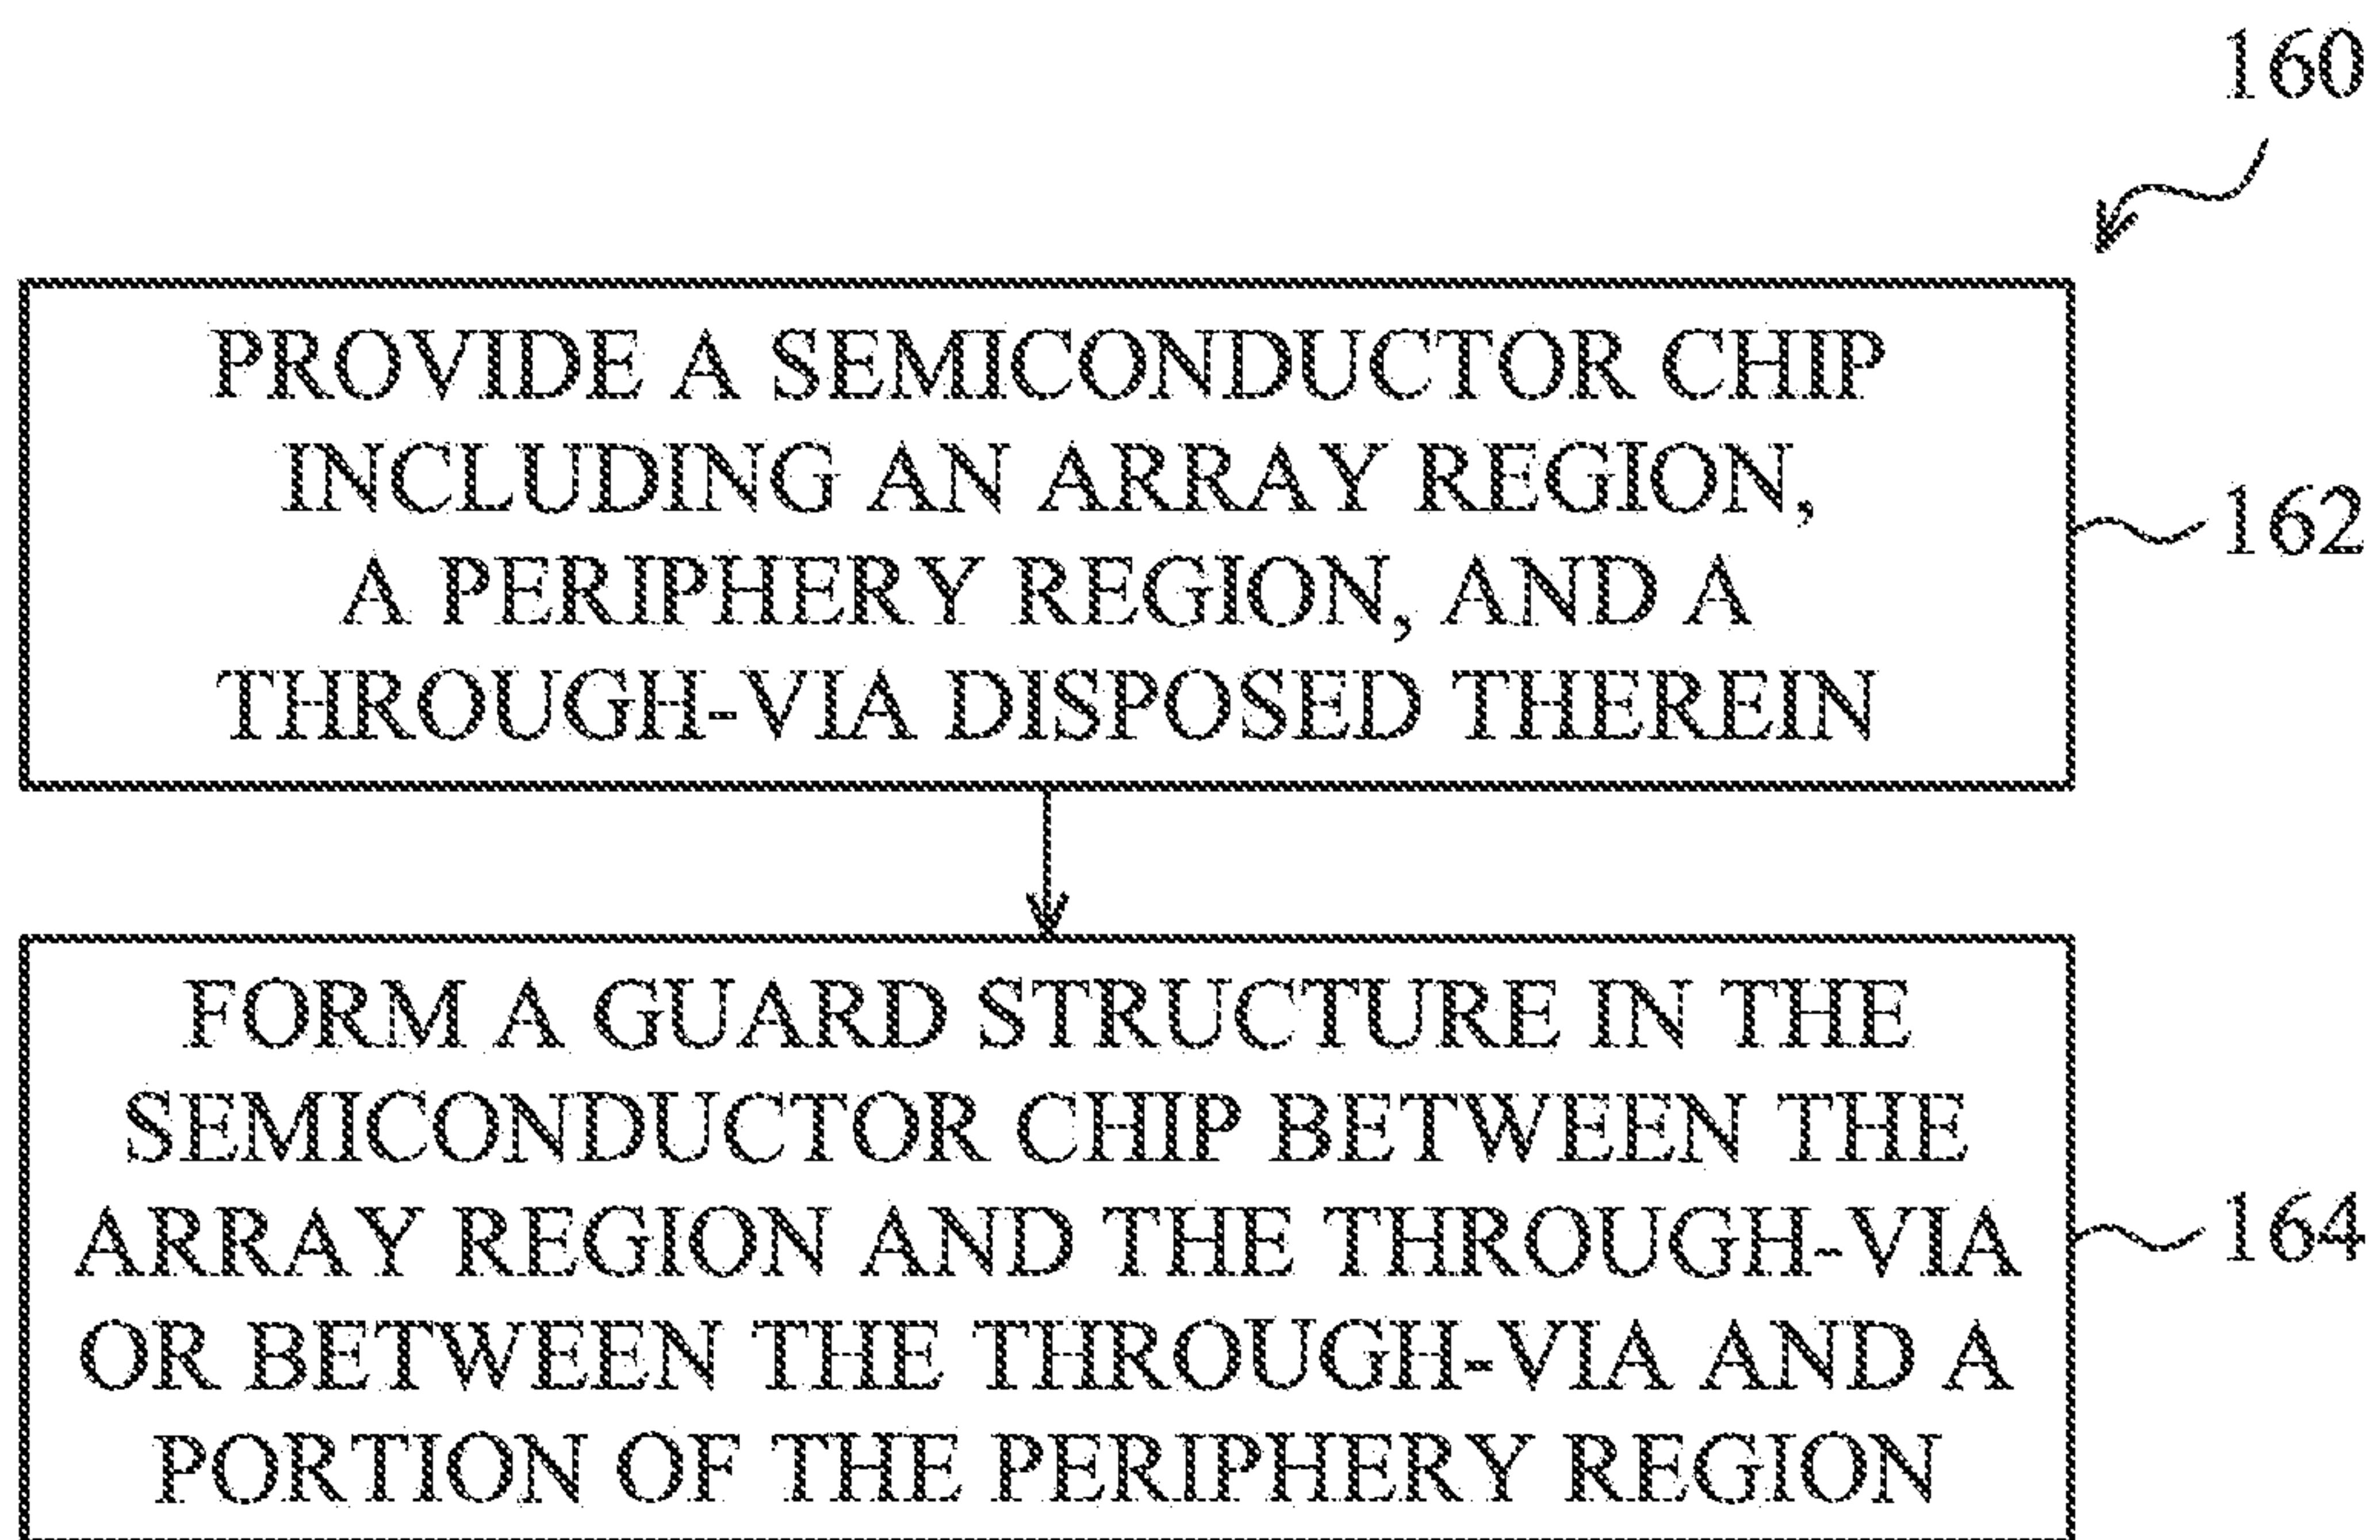 160
PROVIDE A SEMICONDUCTOR CHIP
INCLUDING AN ARRAY REGION,
A PERIPHERY REGION, AND A
THROUGH-VIA DISPOSED THEREIN
162
FORM A GUARD STRUCTURE IN THE
SEMICONDUCTOR CHIP BETWEEN THE
ARRAY REGION AND THE THROUGH-VIA
OR BETWEEN THE THROUGH-VIA AND A
PORTION OF THE PERIPHERY REGION
164